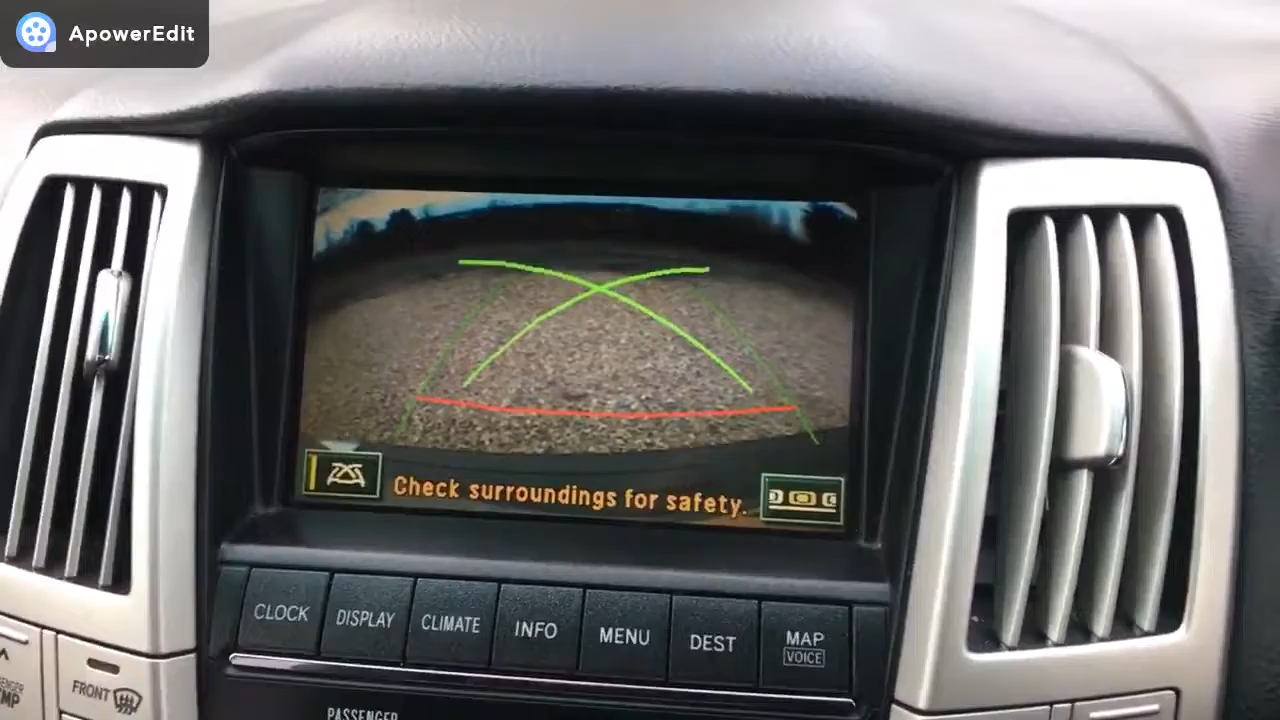 ApowerEdit
Check surroundings for safety.
CLOCK
DISPLAY
CLIMATE
INFO
MENU
DEST
MAP
VOICE
FRONT
PASSENGER